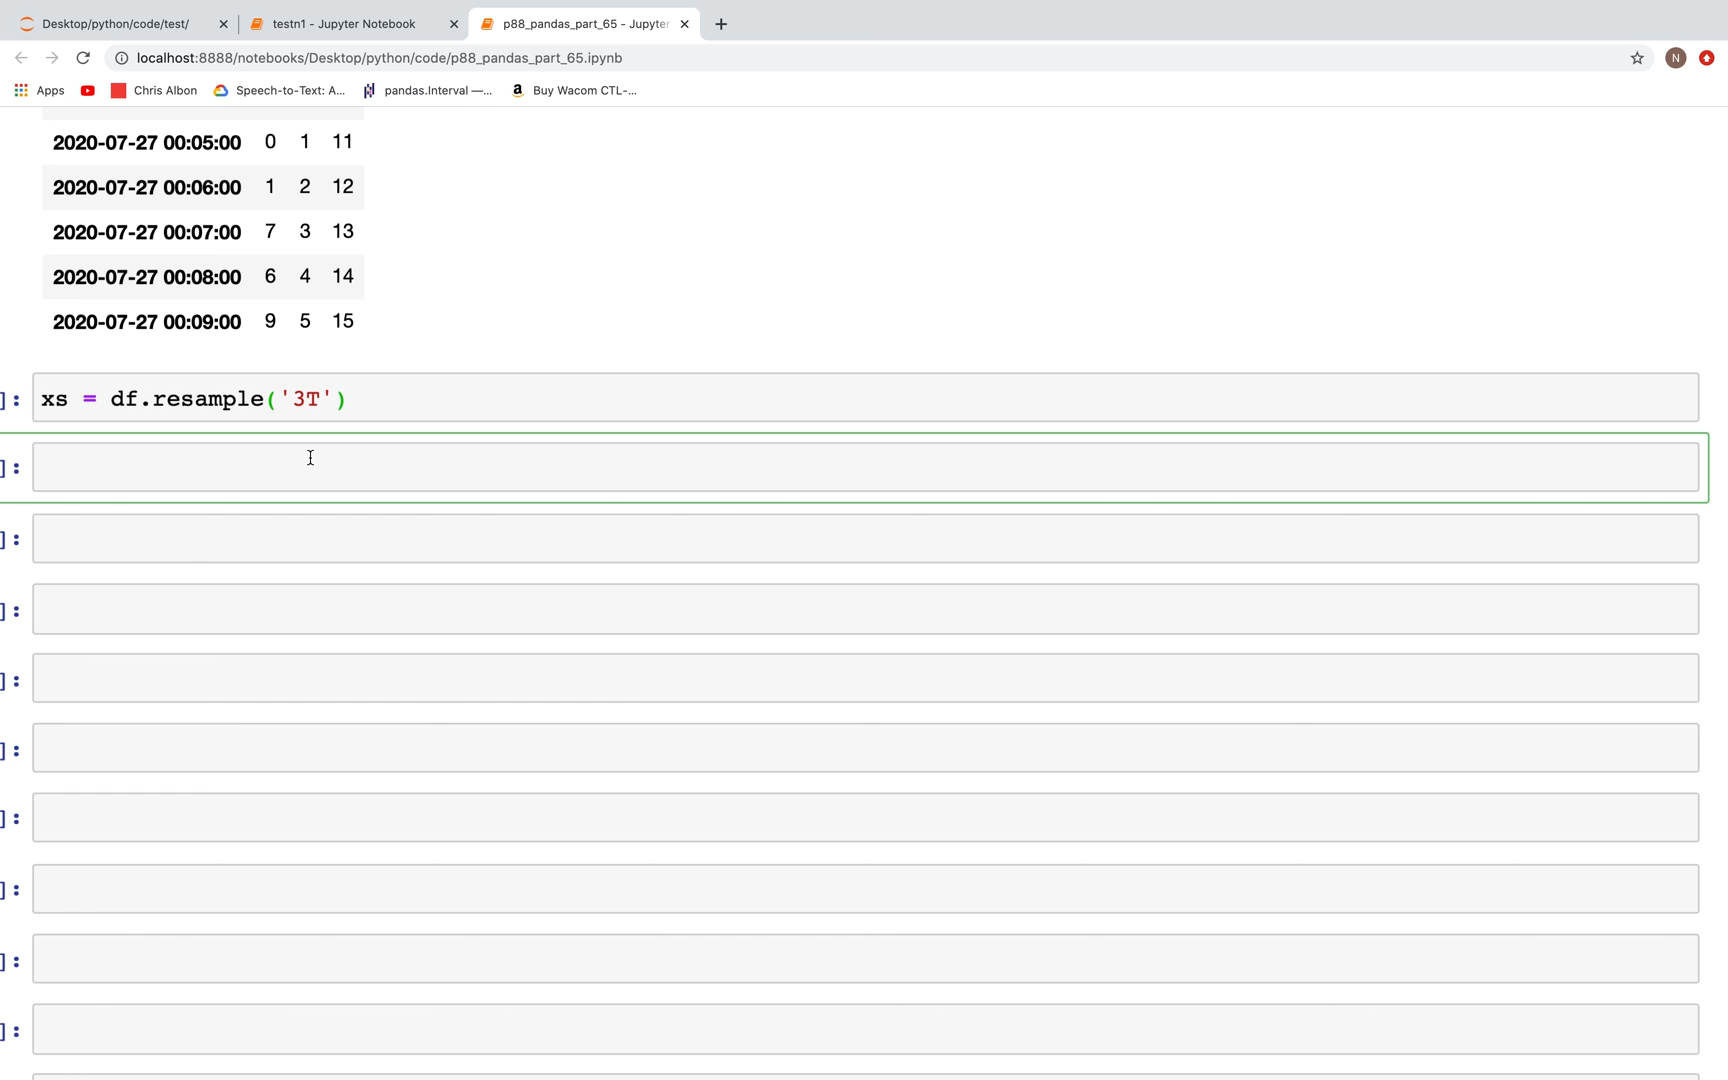 Desktop/python/code/test/
testn1 - Jupyter Notebook
p88_pandas_part_65 - Jupyter
localhost:8888/notebooks/Desktop/python/code/p88_pandas_part_65.ipynb
N
Apps
Chris Albon
Speech-to-Text: A...
pandas.Interval —...
a
Buy Wacom CTL-...
2020-07-27 00:05:00 0 1 11
2020-07-27 00:06:00 1 2 12
2020-07-27 00:07:00 7 3 13
2020-07-27 00:08:00 6 4 14
2020-07-27 00:09:00 9 5 15
]: xs = df.resample('3T')
]:
]:
]:
]:
]:
]:
]:
]:
]: